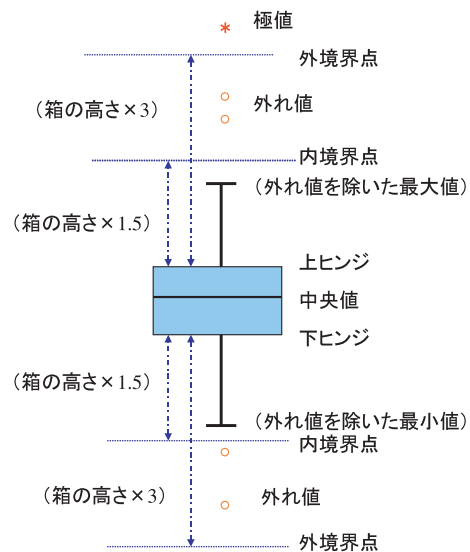 極値
外境界点
外れ値
（箱の高さ×3）
内境界点
（外れ値を除いた最大値）
（箱の高さ×1.5）
上ヒンジ
中央値
下ヒンジ
（箱の高さ×1.5）
（外れ値を除いた最小値）
内境界点
（箱の高さ×3）
外れ値
外境界点